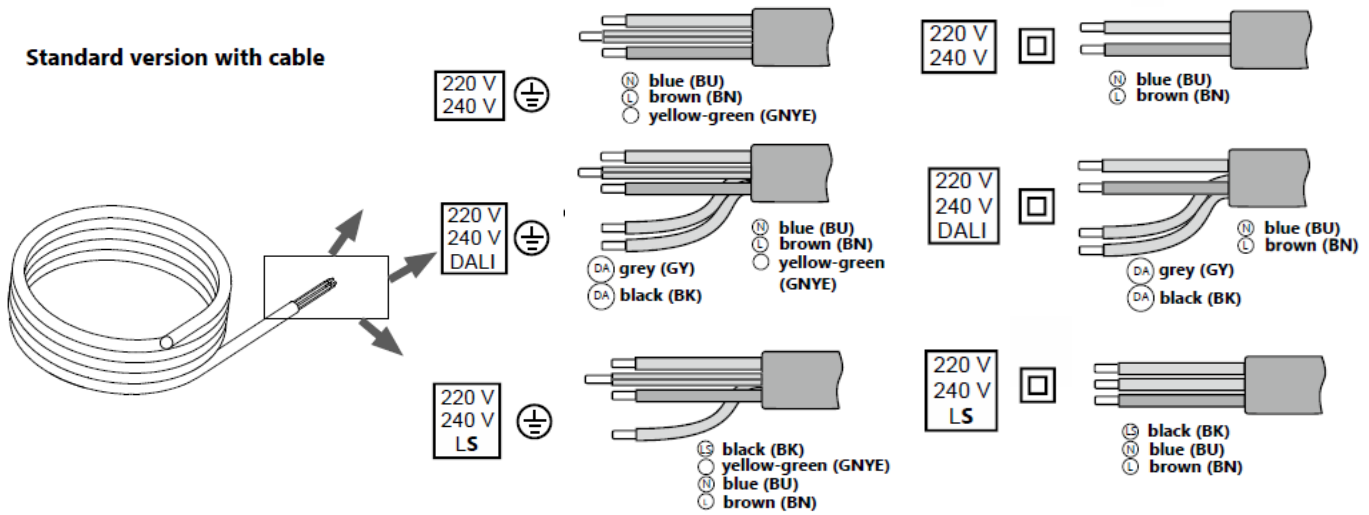 Standard version with cable
220 V
240 V
N blue (BU)
L brown (BN)
yellow-green (GNYE)
220 V
240 V
N blue (BU)
L brown (BN)
220 V
240 V
DALI
N blue (BU)
L brown (BN)
yellow-green
(GNYE)
DA grey (GY)
DA black (BK)
220 V
240 V
DALI
N blue (BU)
L brown (BN)
DA grey (GY)
DA black (BK)
220 V
240 V
LS
LS black (BK)
yellow-green (GNYE)
N blue (BU)
L brown (BN)
220 V
240 V
LS
LS black (BK)
N blue (BU)
L brown (BN)